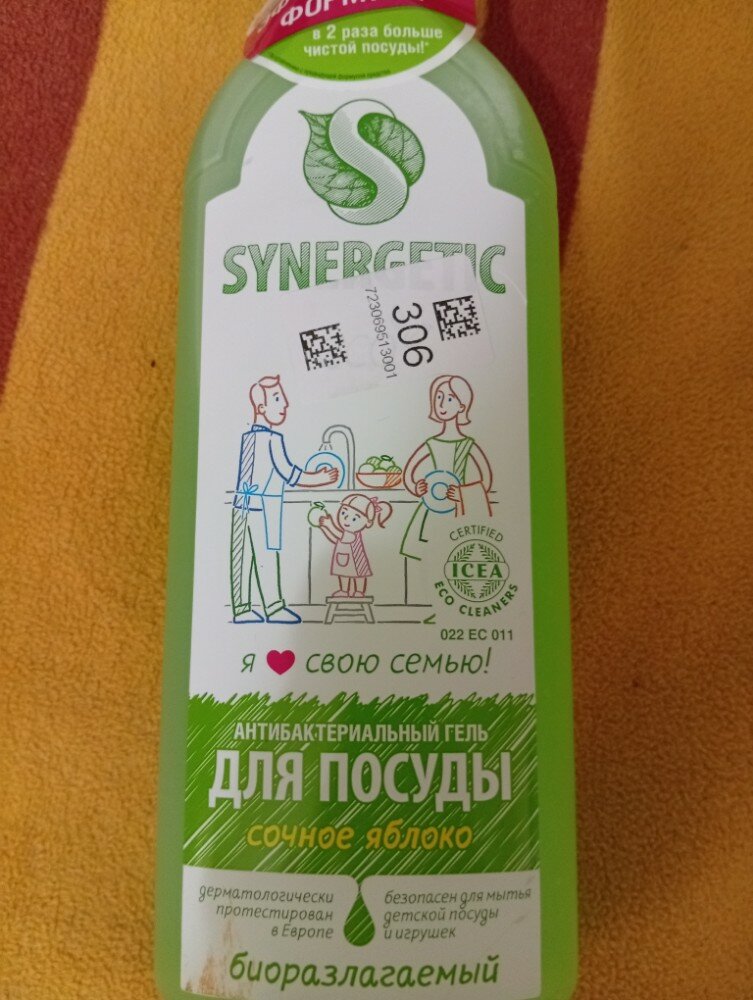 в 2 раза больше
чистой посуды!*
SYNERGETIC
306
723069513001
CERTIFIED
ICEA
ECO CLEANERS
022 EC 011
я свою семью!
АНТИБАКТЕРИАЛЬНЫЙ ГЕЛЬ
ДЛЯ ПОСУДЫ
сочное яблоко
дерматологически
протестирован
в Европе
безопасен для мытья
детской посуды
и игрушек
биоразлагаемый